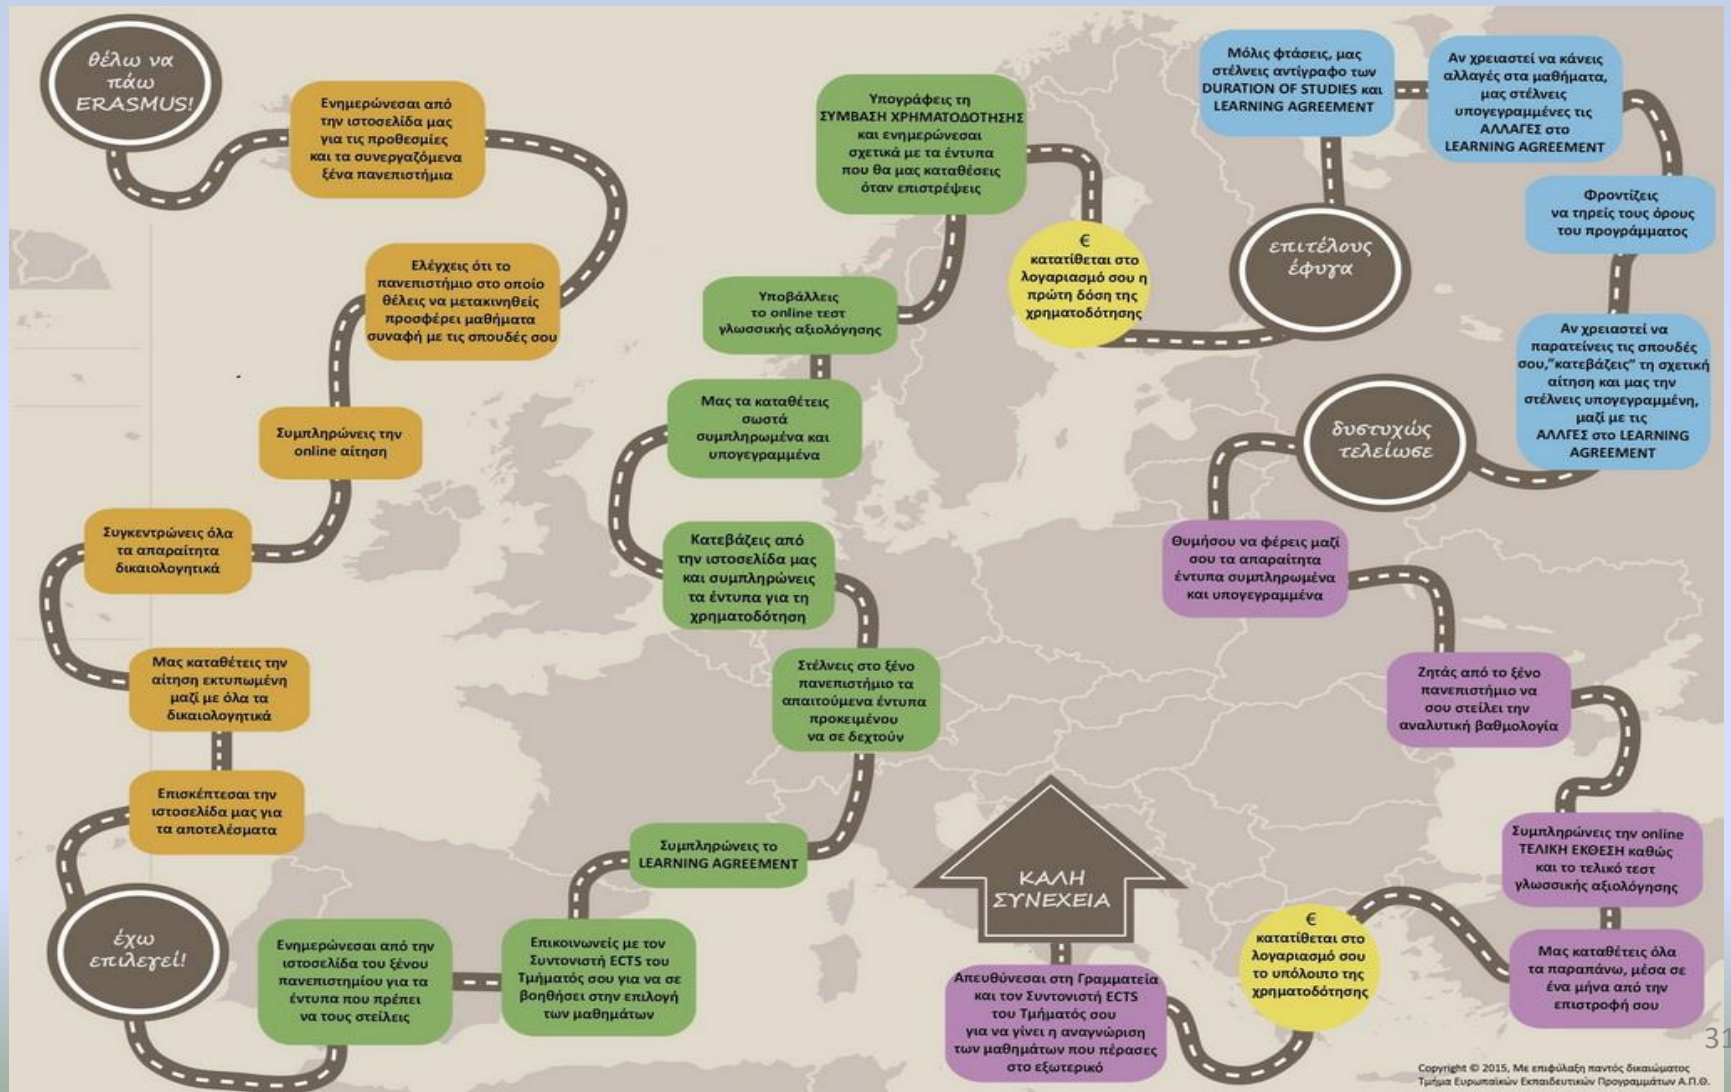 θέλω να
πάω
ERASMUS!
Ενημερώνεσαι από
την ιστοσελίδα μας
για τις προθεσμίες
και τα συνεργαζόμενα
ξένα πανεπιστήμια
Ελέγχεις ότι το
πανεπιστήμιο στο οποίο
θέλεις να μετακινηθείς
προσφέρει μαθήματα
συναφή με τις σπουδές σου
Συμπληρώνεις την
online αίτηση
Συγκεντρώνεις όλα
τα απαραίτητα
δικαιολογητικά
Μας καταθέτεις την
αίτηση εκτυπωμένη
μαζί με όλα τα
δικαιολογητικά
Επισκέπτεσαι την
ιστοσελίδα μας για
τα αποτελέσματα
έχω
επιλεγεί!
Ενημερώνεσαι από την
ιστοσελίδα του ξένου
πανεπιστημίου για τα
έντυπα που πρέπει
να τους στείλεις
Επικοινωνείς με τον
Συντονιστή ECTS του
Τμήματός σου για να σε
βοηθήσει στην επιλογή
των μαθημάτων
Συμπληρώνεις το
LEARNING AGREEMENT
Στέλνεις στο ξένο
πανεπιστήμιο τα
απαιτούμενα έντυπα
προκειμένου
να σε δεχτούν
Κατεβάζεις από
την ιστοσελίδα μας
και συμπληρώνεις
τα έντυπα για τη
χρηματοδότηση
Μας τα καταθέτεις
σωστά
συμπληρωμένα και
υπογεγραμμένα
Υποβάλλεις
το online τεστ
γλωσσικής αξιολόγησης
Υπογράφεις τη
ΣΥΜΒΑΣΗ ΧΡΗΜΑΤΟΔΟΤΗΣΗΣ
και ενημερώνεσαι
σχετικά με τα έντυπα
που θα μας καταθέσεις
όταν επιστρέψεις
€
κατατίθεται στο
λογαριασμό σου η
πρώτη δόση της
χρηματοδότησης
επιτέλους
έφυγα
Μόλις φτάσεις, μας
στέλνεις αντίγραφο των
DURATION OF STUDIES και
LEARNING AGREEMENT
Αν χρειαστεί να κάνεις
αλλαγές στα μαθήματα,
μας στέλνεις
υπογεγραμμένες τις
ΑΛΛΑΓΕΣ στο
LEARNING AGREEMENT
Φροντίζεις
να τηρείς τους όρους
του προγράμματος
Αν χρειαστεί να
παρατείνεις τις σπουδές
σου,"κατεβάζεις" τη σχετική
αίτηση και μας την
στέλνεις υπογεγραμμένη,
μαζί με τις
ΑΛΛΓΕΣ στο LEARNING
AGREEMENT
δυστυχώς
τελείωσε
Θυμήσου να φέρεις μαζί
σου τα απαραίτητα
έντυπα συμπληρωμένα
και υπογεγραμμένα
Ζητάς από το ξένο
πανεπιστήμιο να
σου στείλει την
αναλυτική βαθμολογία
Συμπληρώνεις την online
ΤΕΛΙΚΗ ΕΚΘΕΣΗ καθώς
και το τελικό τεστ
γλωσσικής αξιολόγησης
Μας καταθέτεις όλα
τα παραπάνω, μέσα σε
ένα μήνα από την
επιστροφή σου
€
κατατίθεται στο
λογαριασμό σου
το υπόλοιπο της
χρηματοδότησης
Απευθύνεσαι στη Γραμματεία
και τον Συντονιστή ECTS
του Τμήματός σου
για να γίνει η αναγνώριση
των μαθημάτων που πέρασες
στο εξωτερικό
ΚΑΛΗ
ΣΥΝΕΧΕΙΑ
31
Copyright © 2015, Με επιφύλαξη παντός δικαιώματος
Τμήμα Ευρωπαϊκών Εκπαιδευτικών Προγραμμάτων Α.Π.Θ.